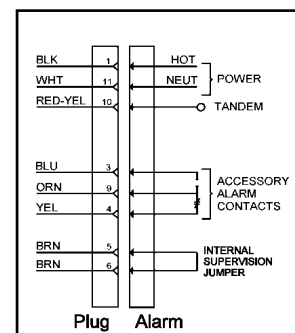 BLK 1 HOT
WHT 11 NEUT POWER
RED-YEL 10 TANDEM
BLU 3
ORN 9 ACCESSORY ALARM CONTACTS
YEL 4
BRN 5 INTERNAL SUPERVISION JUMPER
BRN 6
Plug Alarm